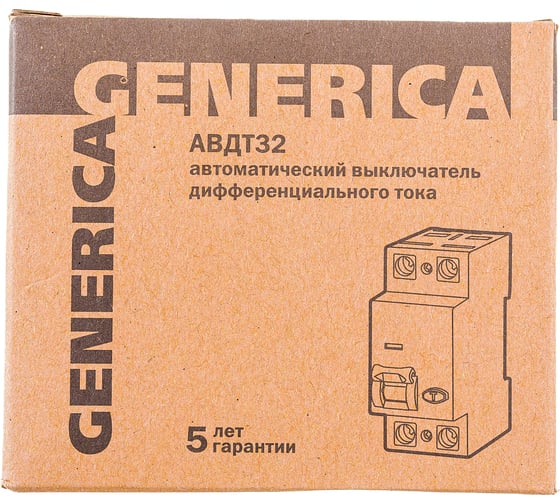 GENERICA
GENERICA
АВДТ32
автоматический выключатель
дифференциального тока
5 лет
гарантии
T